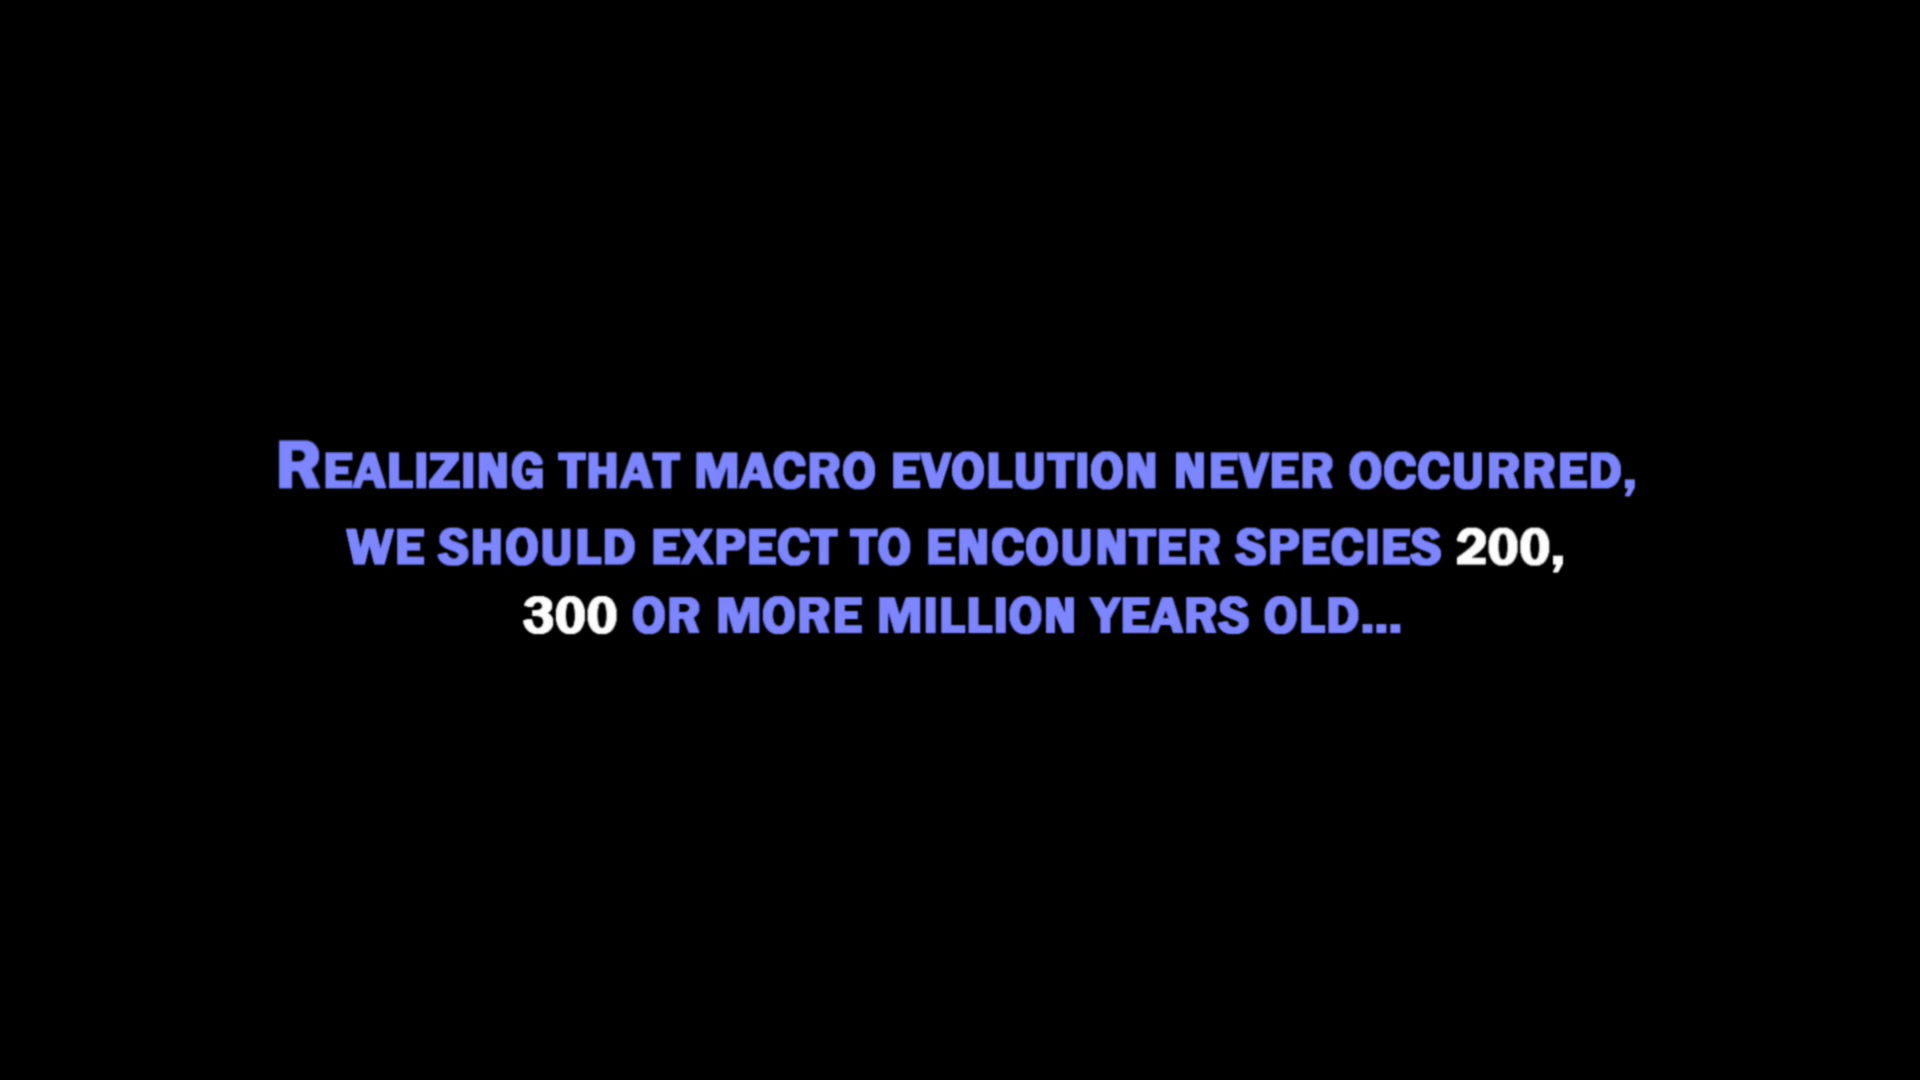 Realizing that macro evolution never occurred,
we should expect to encounter species 200,
300 or more million years old...